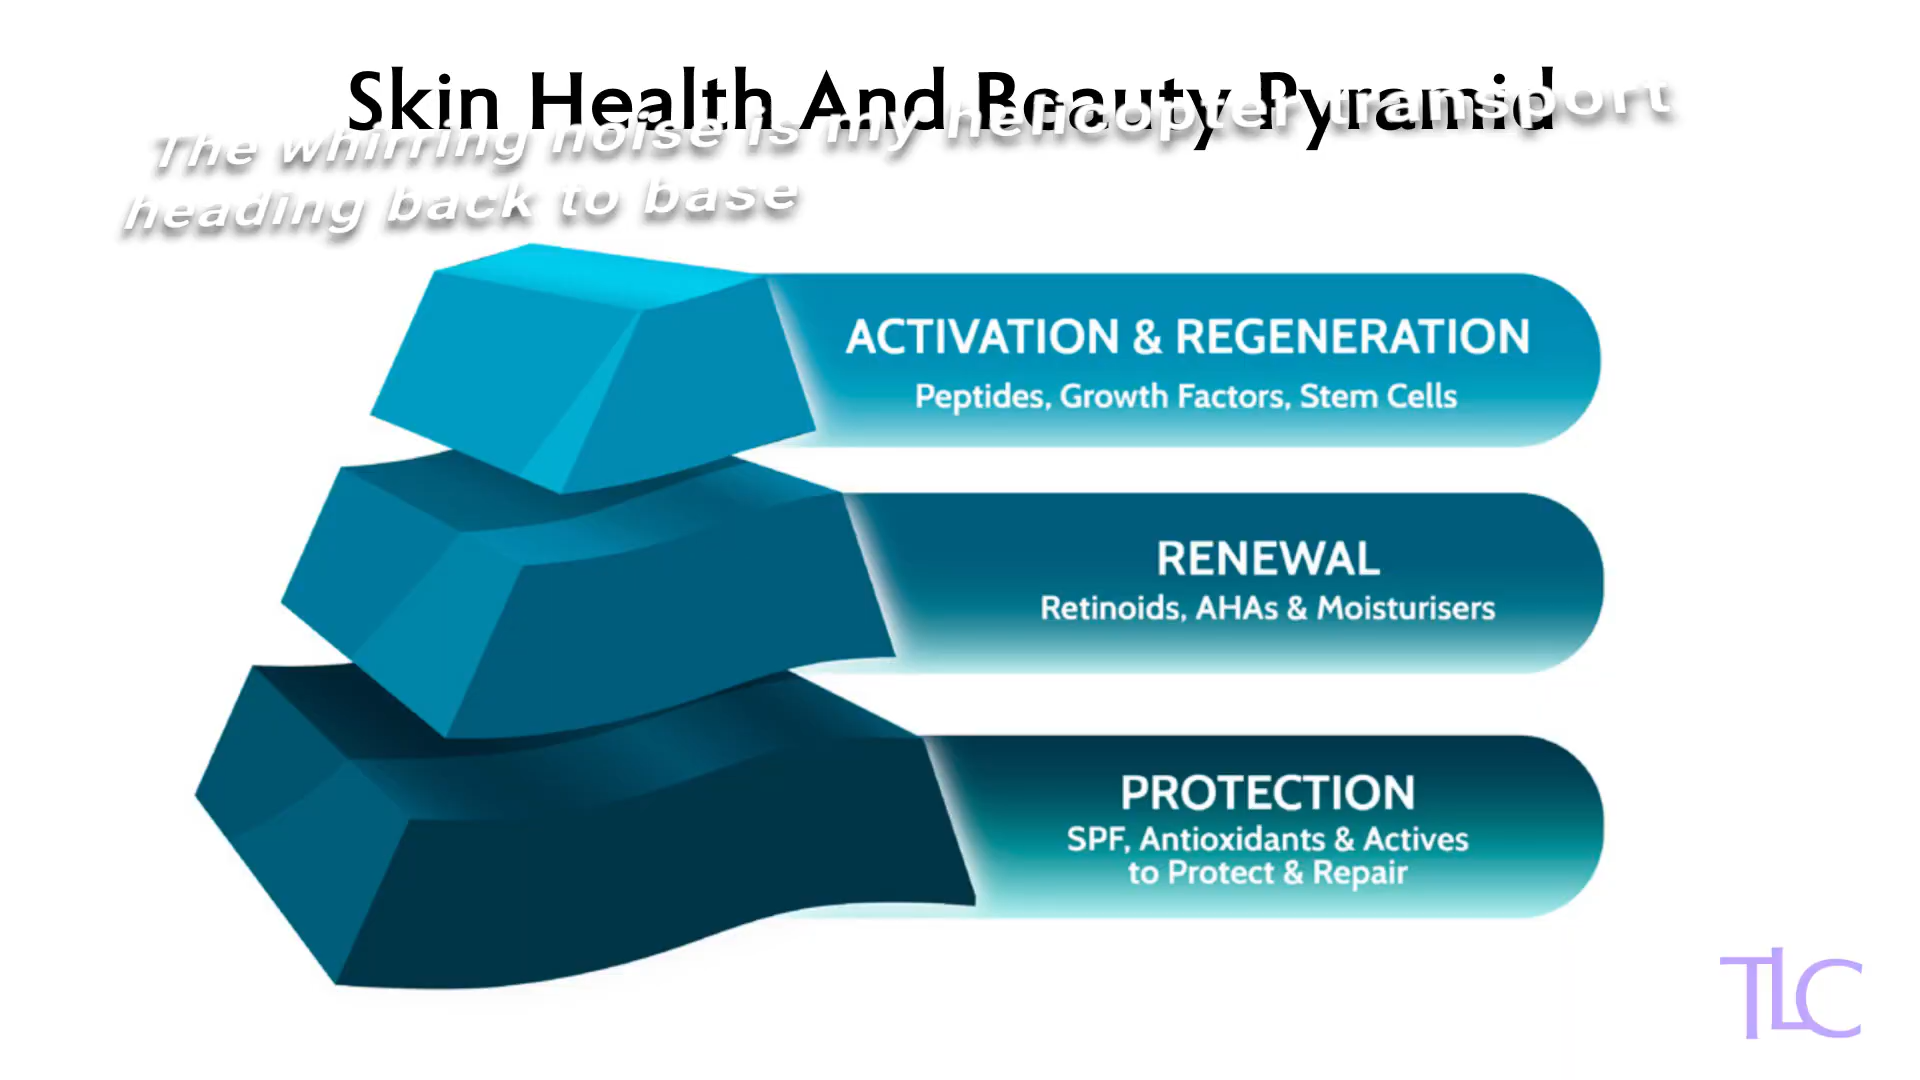 Skin Health And Beauty Pyramid
The whirring noise is my helicopter transport
heading back to base
ACTIVATION & REGENERATION
Peptides, Growth Factors, Stem Cells
RENEWAL
Retinoids, AHAs & Moisturisers
PROTECTION
SPF, Antioxidants & Actives
to Protect & Repair
TLC